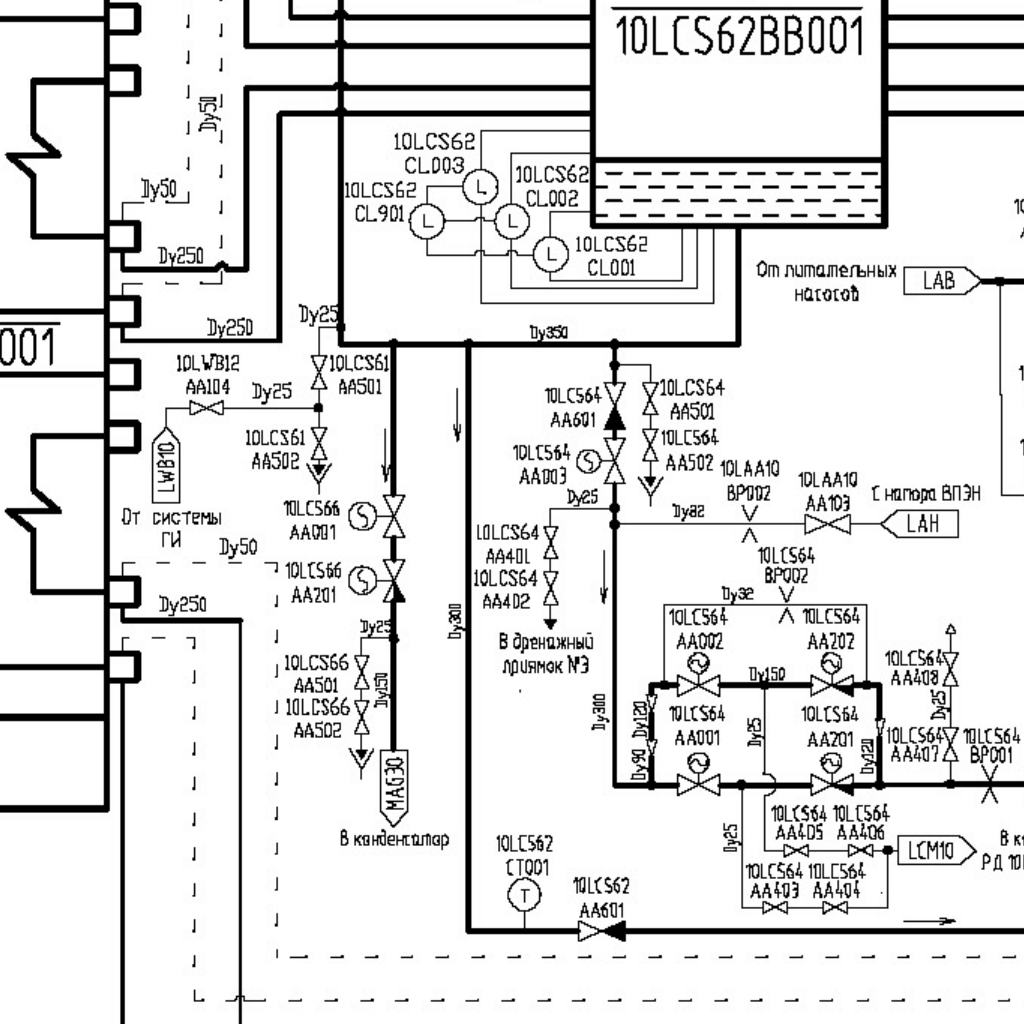 10LCS62BB001
Dy50
10LCS62
CL003
10LCS62
CL002
10LCS62
CL901
L
L
L
L
10LCS62
CL001
Dy50
Dy250
От питательных
насосов
LAB
001
Dy250
Dy25
Dy350
10LWB12
AA104
Dy25
10LCS61
AA501
10LCS61
AA502
LWB10
От системы
ГИ
10LCS64
AA601
10LCS64
AA501
10LCS64
AA003
10LCS64
AA502
10LAA10
BP002
10LAA10
AA103
С напора ВПЭН
LAH
Dy25
Dy32
10LCS66
AA001
10LCS66
AA201
10LCS64
AA401
10LCS64
AA402
В дренажный
приямок №3
Dy50
Dy250
10LCS64
BP002
Dy32
10LCS64
AA002
10LCS64
AA202
Dy300
Dy25
10LCS66
AA501
10LCS66
AA502
Dy150
MAG30
В конденсатор
Dy300
Dy150
Dy120
Dy90
Dy25
Dy120
10LCS64
AA001
10LCS64
AA201
10LCS64
AA408
Dy25
10LCS64
AA407
10LCS64
BP001
Dy25
10LCS64
AA405
10LCS64
AA406
LCM10
10LCS64
AA403
10LCS64
AA404
10LCS62
CT001
T
10LCS62
AA601